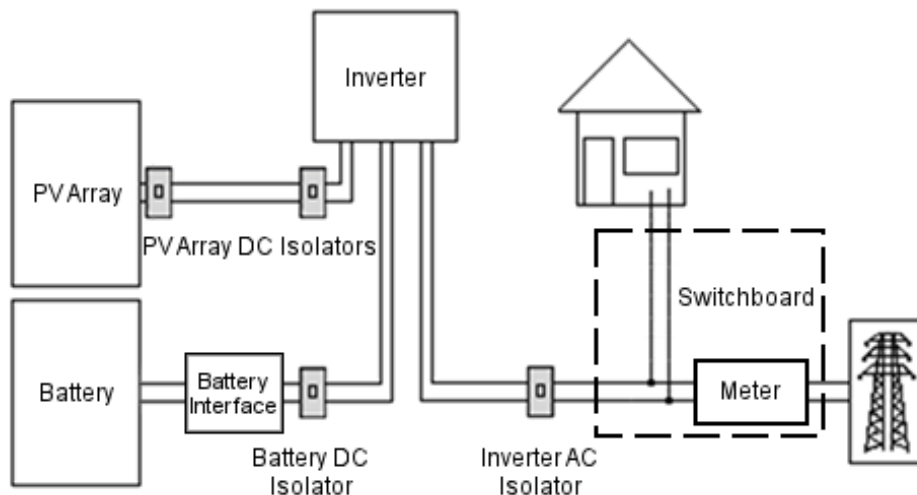 Inverter
PV Array
PV Array DC Isolators
Switchboard
Battery
Battery
Interface
Meter
Battery DC
Isolator
Inverter AC
Isolator